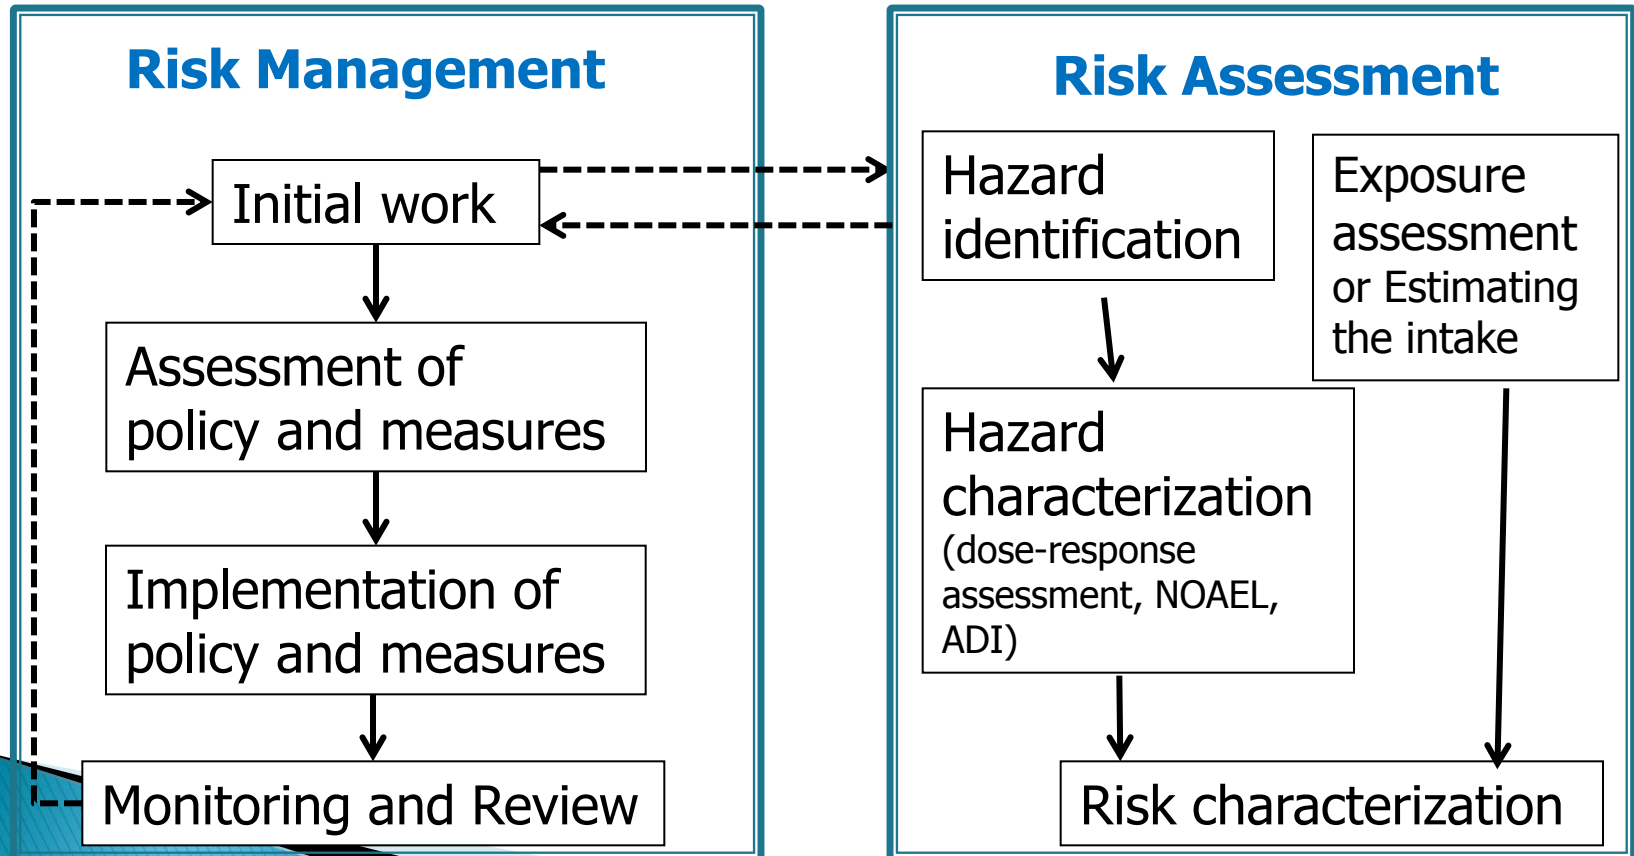 Risk Management
Initial work
Assessment of
policy and measures
Implementation of
policy and measures
Monitoring and Review
Risk Assessment
Hazard
identification
Exposure
assessment
or Estimating
the intake
Hazard
characterization
(dose-response
assessment, NOAEL,
ADI)
Risk characterization